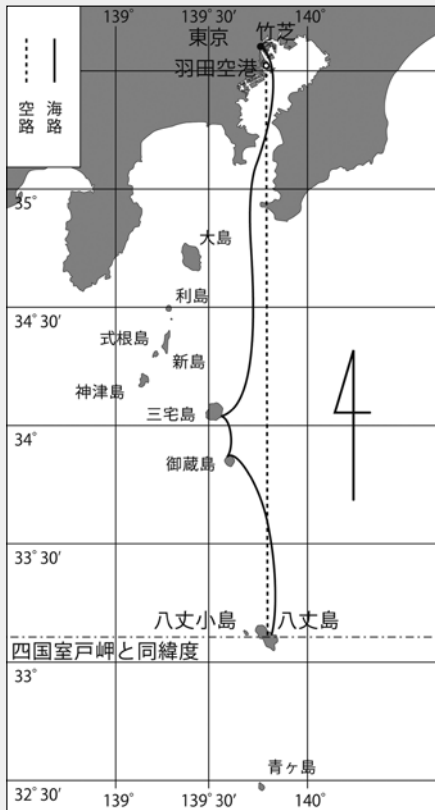 139° 139° 30′ 140°
東京 竹芝
羽田空港
空路
海路
35°
大島
利島
34° 30′
式根島
新島
神津島
三宅島
34°
御蔵島
33° 30′
八丈小島 八丈島
四国室戸岬と同緯度
33°
青ヶ島
32° 30′
139° 139° 30′ 140°